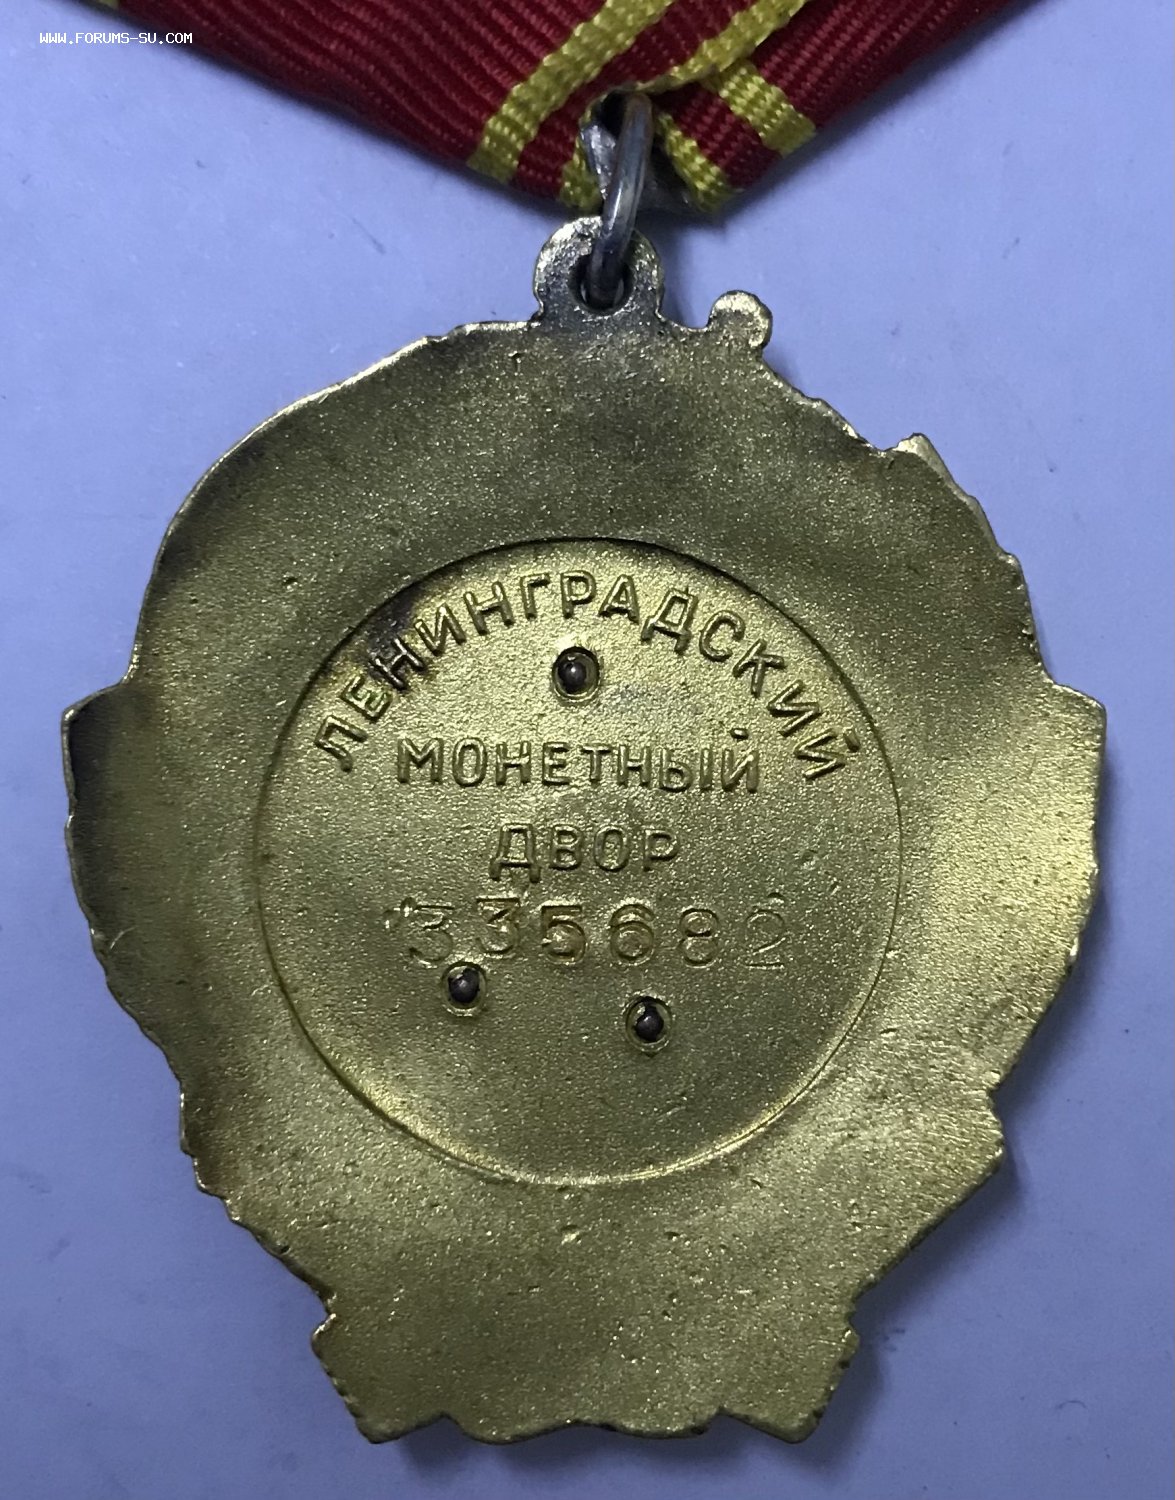 WWW.FORUMS-SU.COM
ЛЕНИНГРАДСКИЙ
МОНЕТНЫЙ
ДВОР
335682